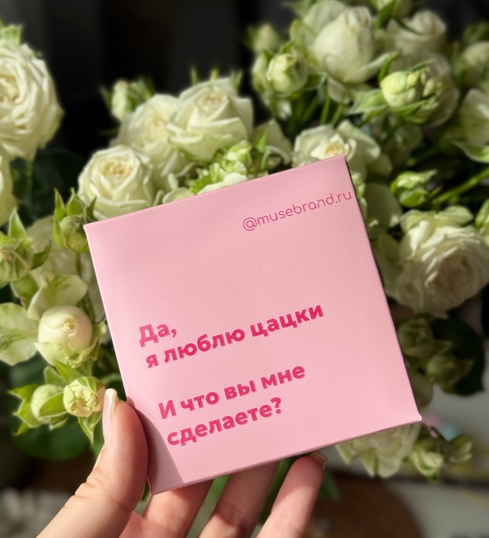 @musebrand.ru
Да,
я люблю цацки
И что вы мне
сделаете?